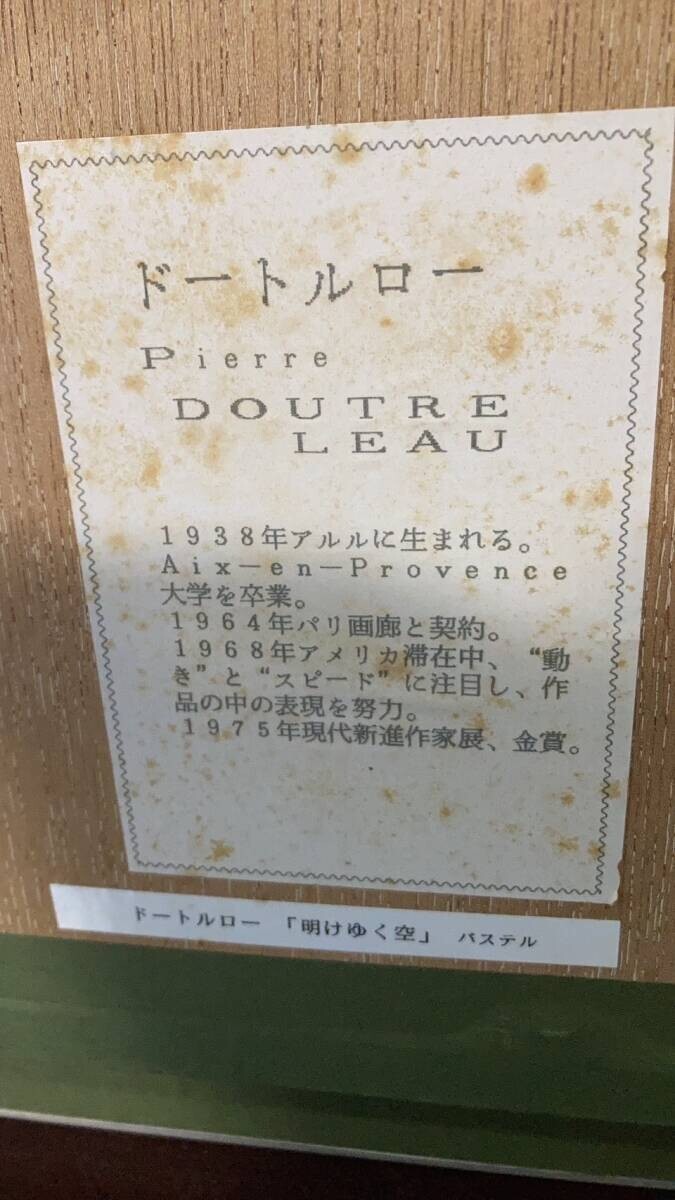 ドートルロー
Pierre
DOUTRE
LEAU
1938年アルルに生まれる。
Aix-en-Provence
大学を卒業。
1964年パリ画廊と契約。
1968年アメリカ滞在中、“動
き”と“スピード”に注目し、作
品の中の表現を努力。
1975年現代新進作家展、金賞。
ドートルロー 「明けゆく空」 パステル